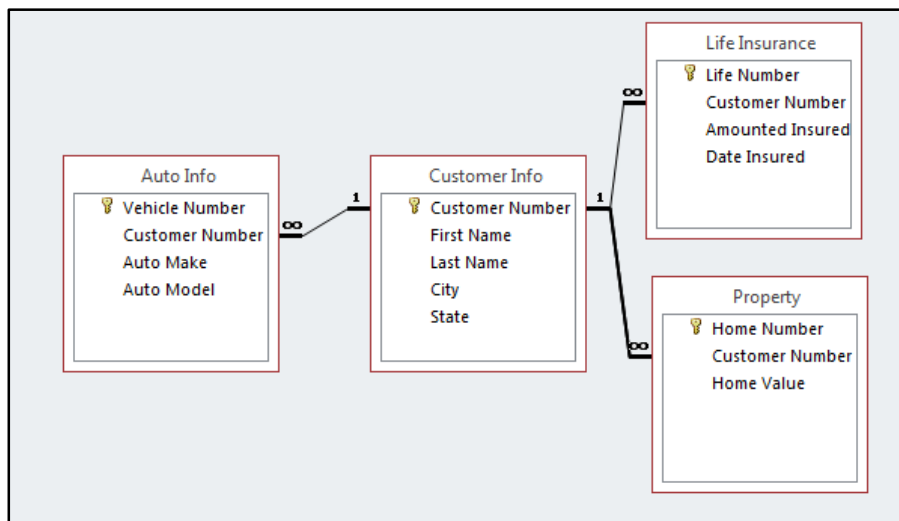 Auto Info
Vehicle Number
Customer Number
Auto Make
Auto Model
∞
1
Customer Info
Customer Number
First Name
Last Name
City
State
1
∞
Life Insurance
Life Number
Customer Number
Amounted Insured
Date Insured
∞
Property
Home Number
Customer Number
Home Value